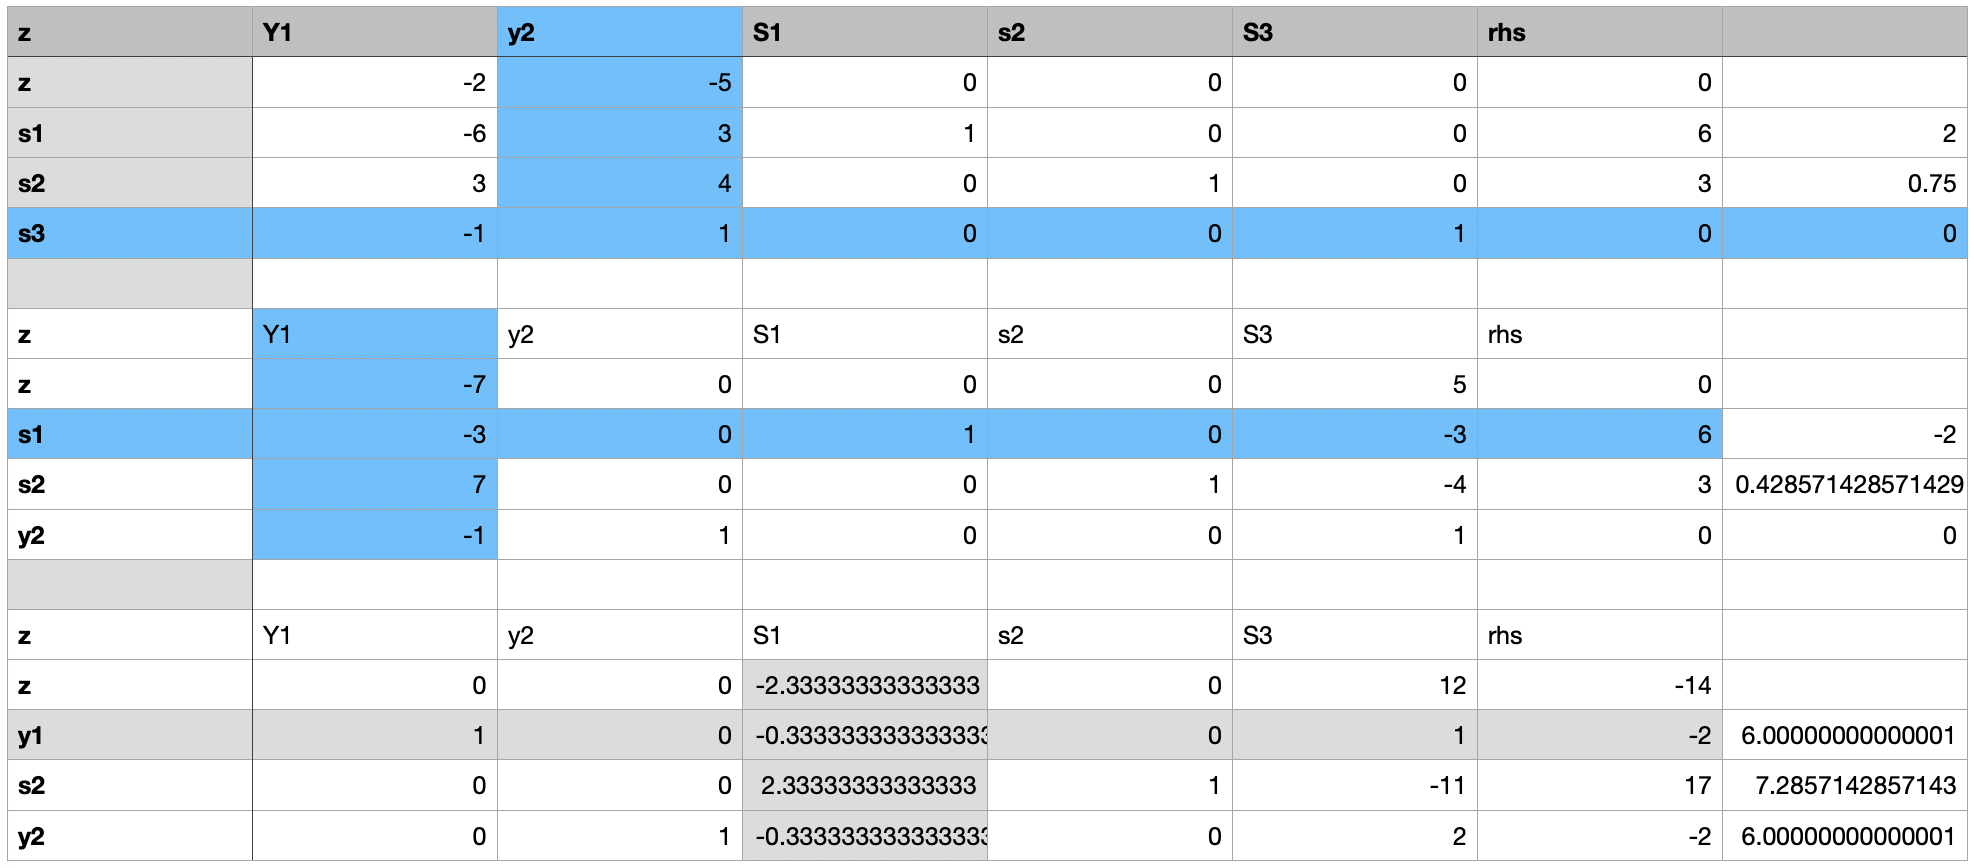 z Y1 y2 S1 s2 S3 rhs
z -2 -5 0 0 0 0
s1 -6 3 1 0 0 6 2
s2 3 4 0 1 0 3 0.75
s3 -1 1 0 0 1 0 0
z Y1 y2 S1 s2 S3 rhs
z -7 0 0 0 5 0
s1 -3 0 1 0 -3 6 -2
s2 7 0 0 1 -4 3 0.428571428571429
y2 -1 1 0 0 1 0 0
z Y1 y2 S1 s2 S3 rhs
z 0 0 -2.33333333333333 0 12 -14
y1 1 0 -0.333333333333333 0 1 -2 6.00000000000001
s2 0 0 2.33333333333333 1 -11 17 7.2857142857143
y2 0 1 -0.333333333333333 0 2 -2 6.00000000000001